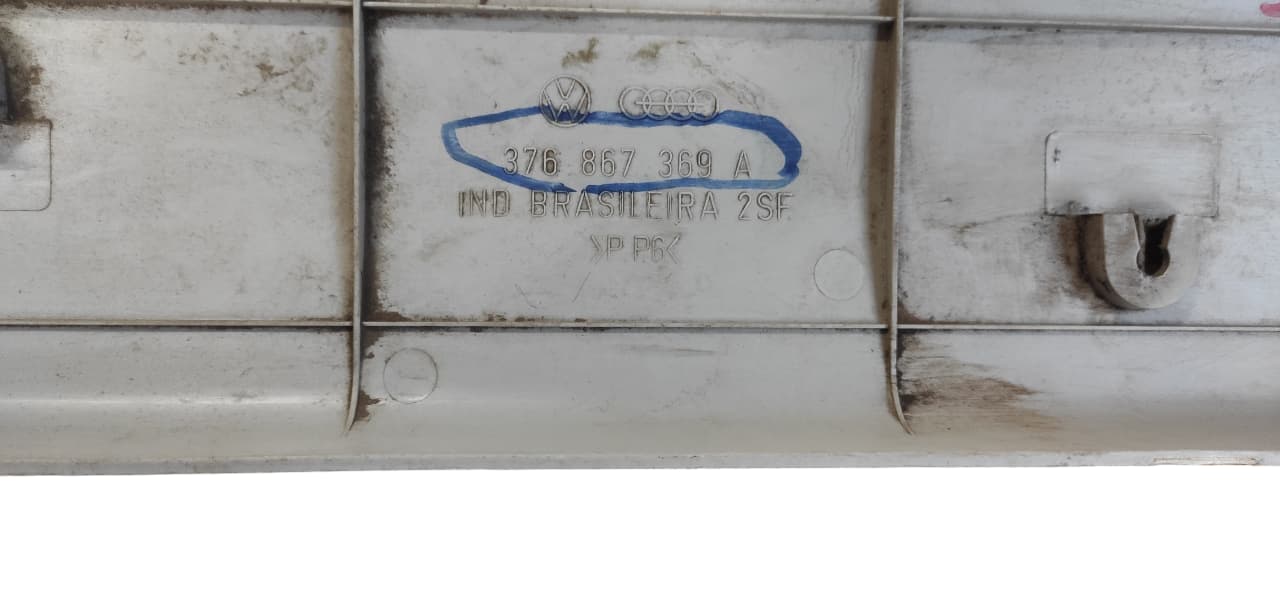 376 867 369 A
IND BRASILEIRA 2SF
>P P6<